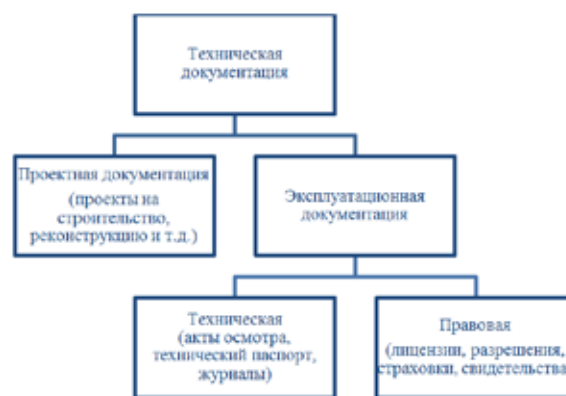 Техническая
документация
Проектная документация
(проекты на
строительство,
реконструкцию и т.д.)
Эксплуатационная
документация
Техническая
(акты осмотра,
технический паспорт,
журналы)
Правовая
(лицензии, разрешения,
страховки, свидетельства